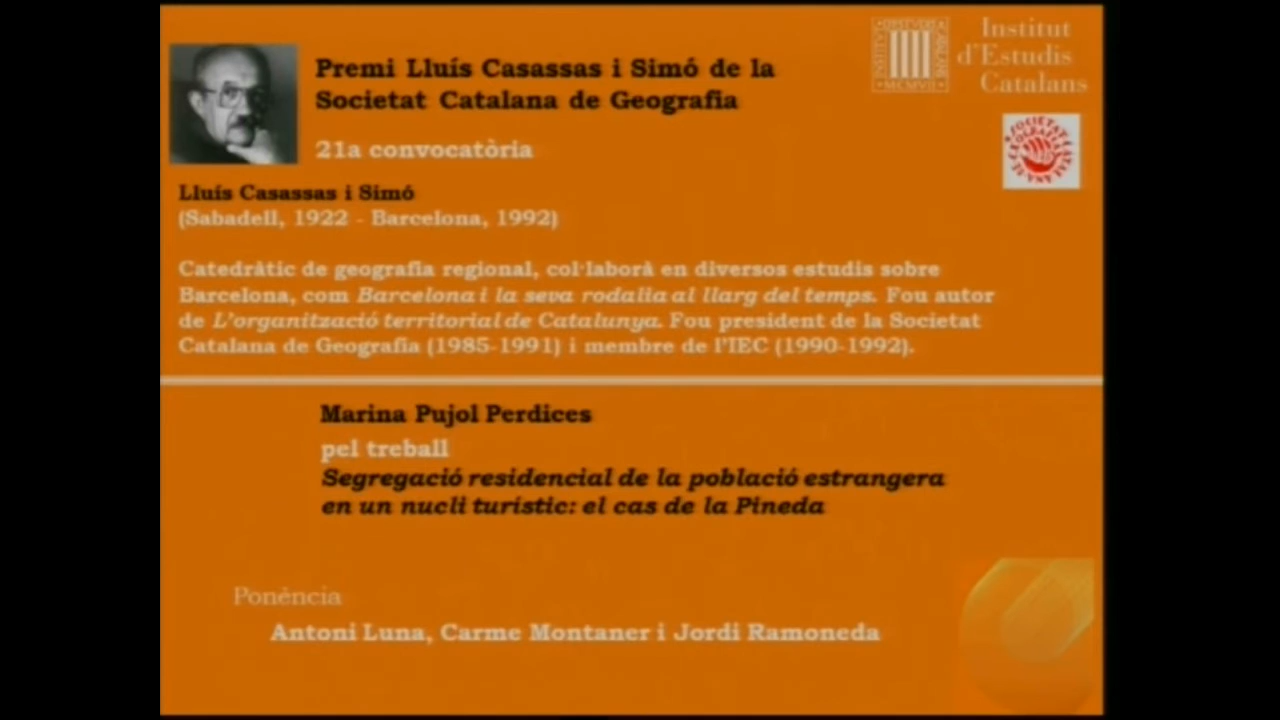 Premi Lluís Casassas i Simó de la
Societat Catalana de Geografia
21a convocatòria
Institut
d'Estudis
Catalans
Lluís Casassas i Simó
(Sabadell, 1922 - Barcelona, 1992)
Catedràtic de geografia regional, col·laborà en diversos estudis sobre
Barcelona, com Barcelona i la seva rodalia al llarg del temps. Fou autor
de L'organització territorial de Catalunya. Fou president de la Societat
Catalana de Geografia (1985-1991) i membre de l'IEC (1990-1992).
Marina Pujol Perdices
pel treball
Segregació residencial de la població estrangera
en un nucli turístic: el cas de la Pineda
Ponència
Antoni Luna, Carme Montaner i Jordi Ramoneda